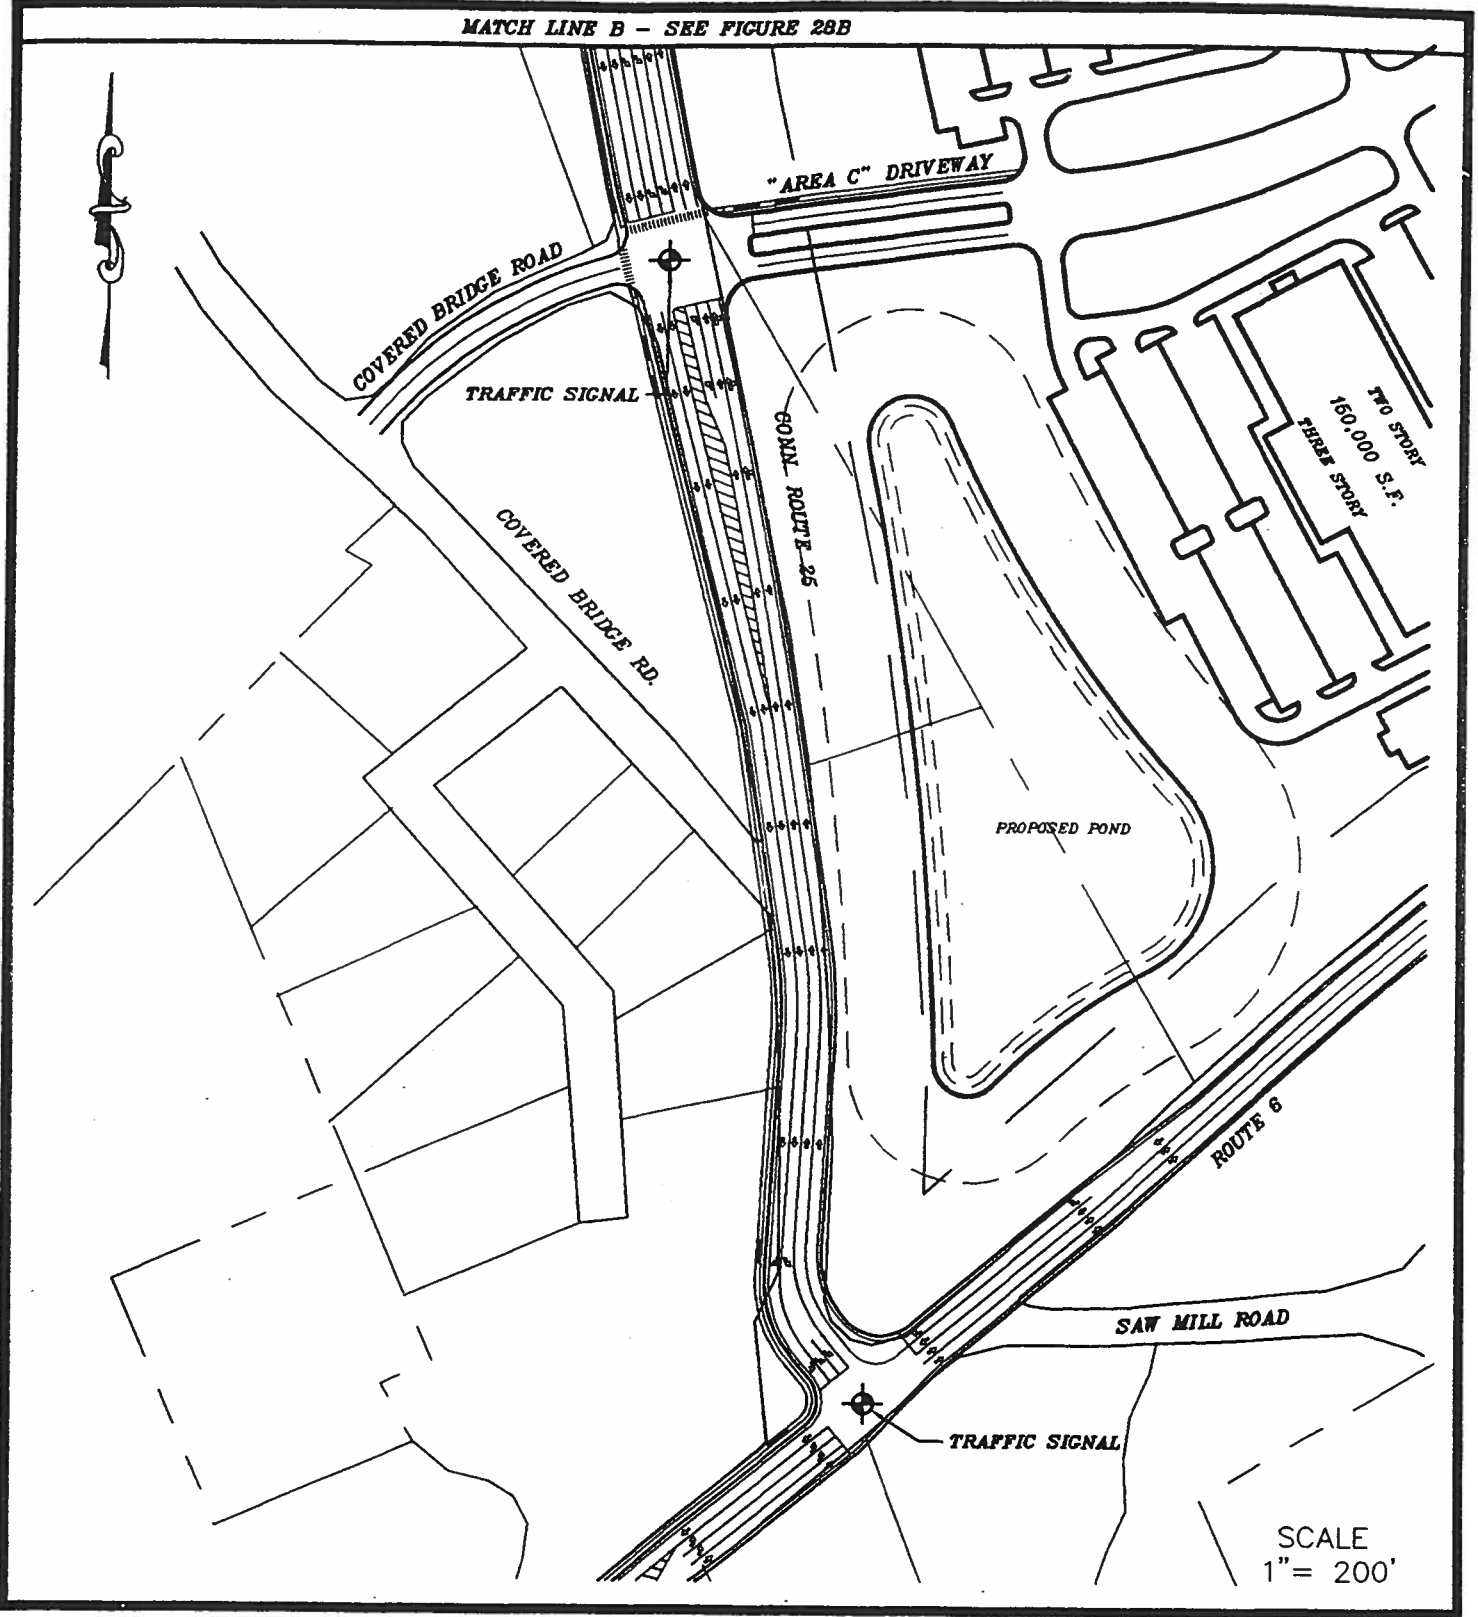 MATCH LINE B - SEE FIGURE 28B
"AREA C" DRIVEWAY
COVERED BRIDGE ROAD
TRAFFIC SIGNAL
CONN. ROUTE 25
TWO STORY
150,000 S.F.
THREE STORY
COVERED BRIDGE RD.
PROPOSED POND
ROUTE 6
SAW MILL ROAD
TRAFFIC SIGNAL
SCALE
1"= 200'